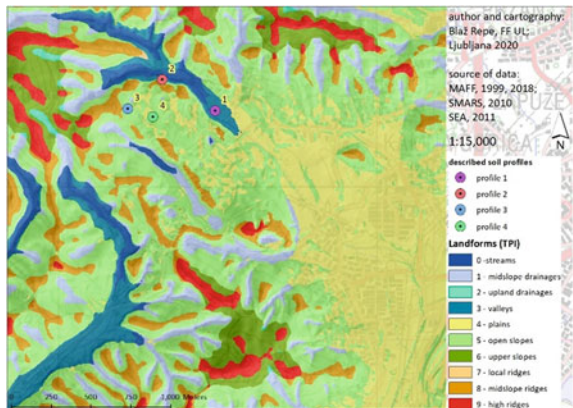 author and cartography:
Blaž Repe, FF UL;
Ljubljana 2020
source of data:
MAFF, 1999, 2018;
SMARS, 2010
SEA, 2011
1:15,000
N
described soil profiles
profile 1
profile 2
profile 3
profile 4
Landforms (TPI)
0 -streams
1 - midslope drainages
2 - upland drainages
3 - valleys
4 - plains
5 - open slopes
6 - upper slopes
7 - local ridges
8 - midslope ridges
9 - high ridges
2
3
4
1
0 250 500 750 1,000 Meters